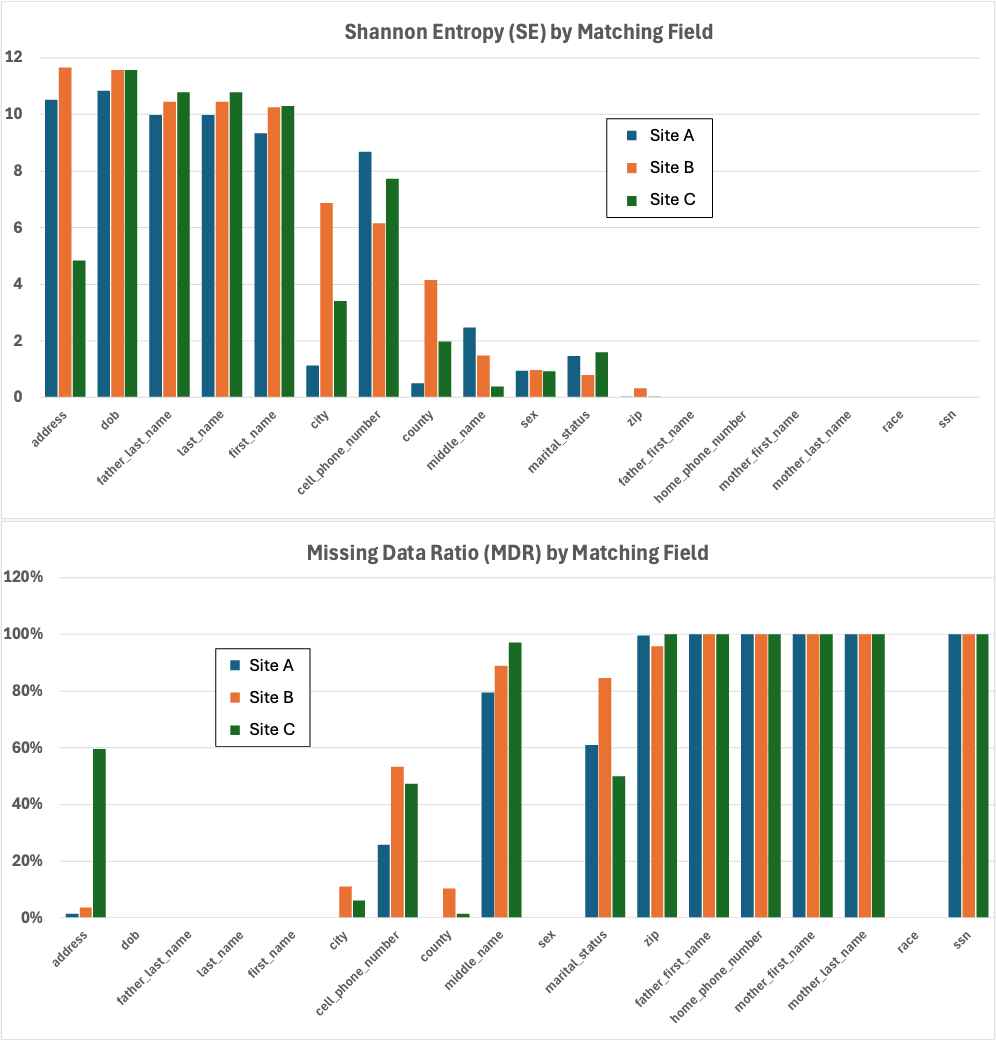 Shannon Entropy (SE) by Matching Field
12
10
8
6
4
2
0
Site A
Site B
Site C
address
dob
father_last_name
last_name
first_name
city
cell_phone_number
county
middle_name
sex
marital_status
zip
father_first_name
home_phone_number
mother_first_name
mother_last_name
race
ssn
Missing Data Ratio (MDR) by Matching Field
120%
100%
80%
60%
40%
20%
0%
Site A
Site B
Site C
address
dob
father_last_name
last_name
first_name
city
cell_phone_number
county
middle_name
sex
marital_status
zip
father_first_name
home_phone_number
mother_first_name
mother_last_name
race
ssn